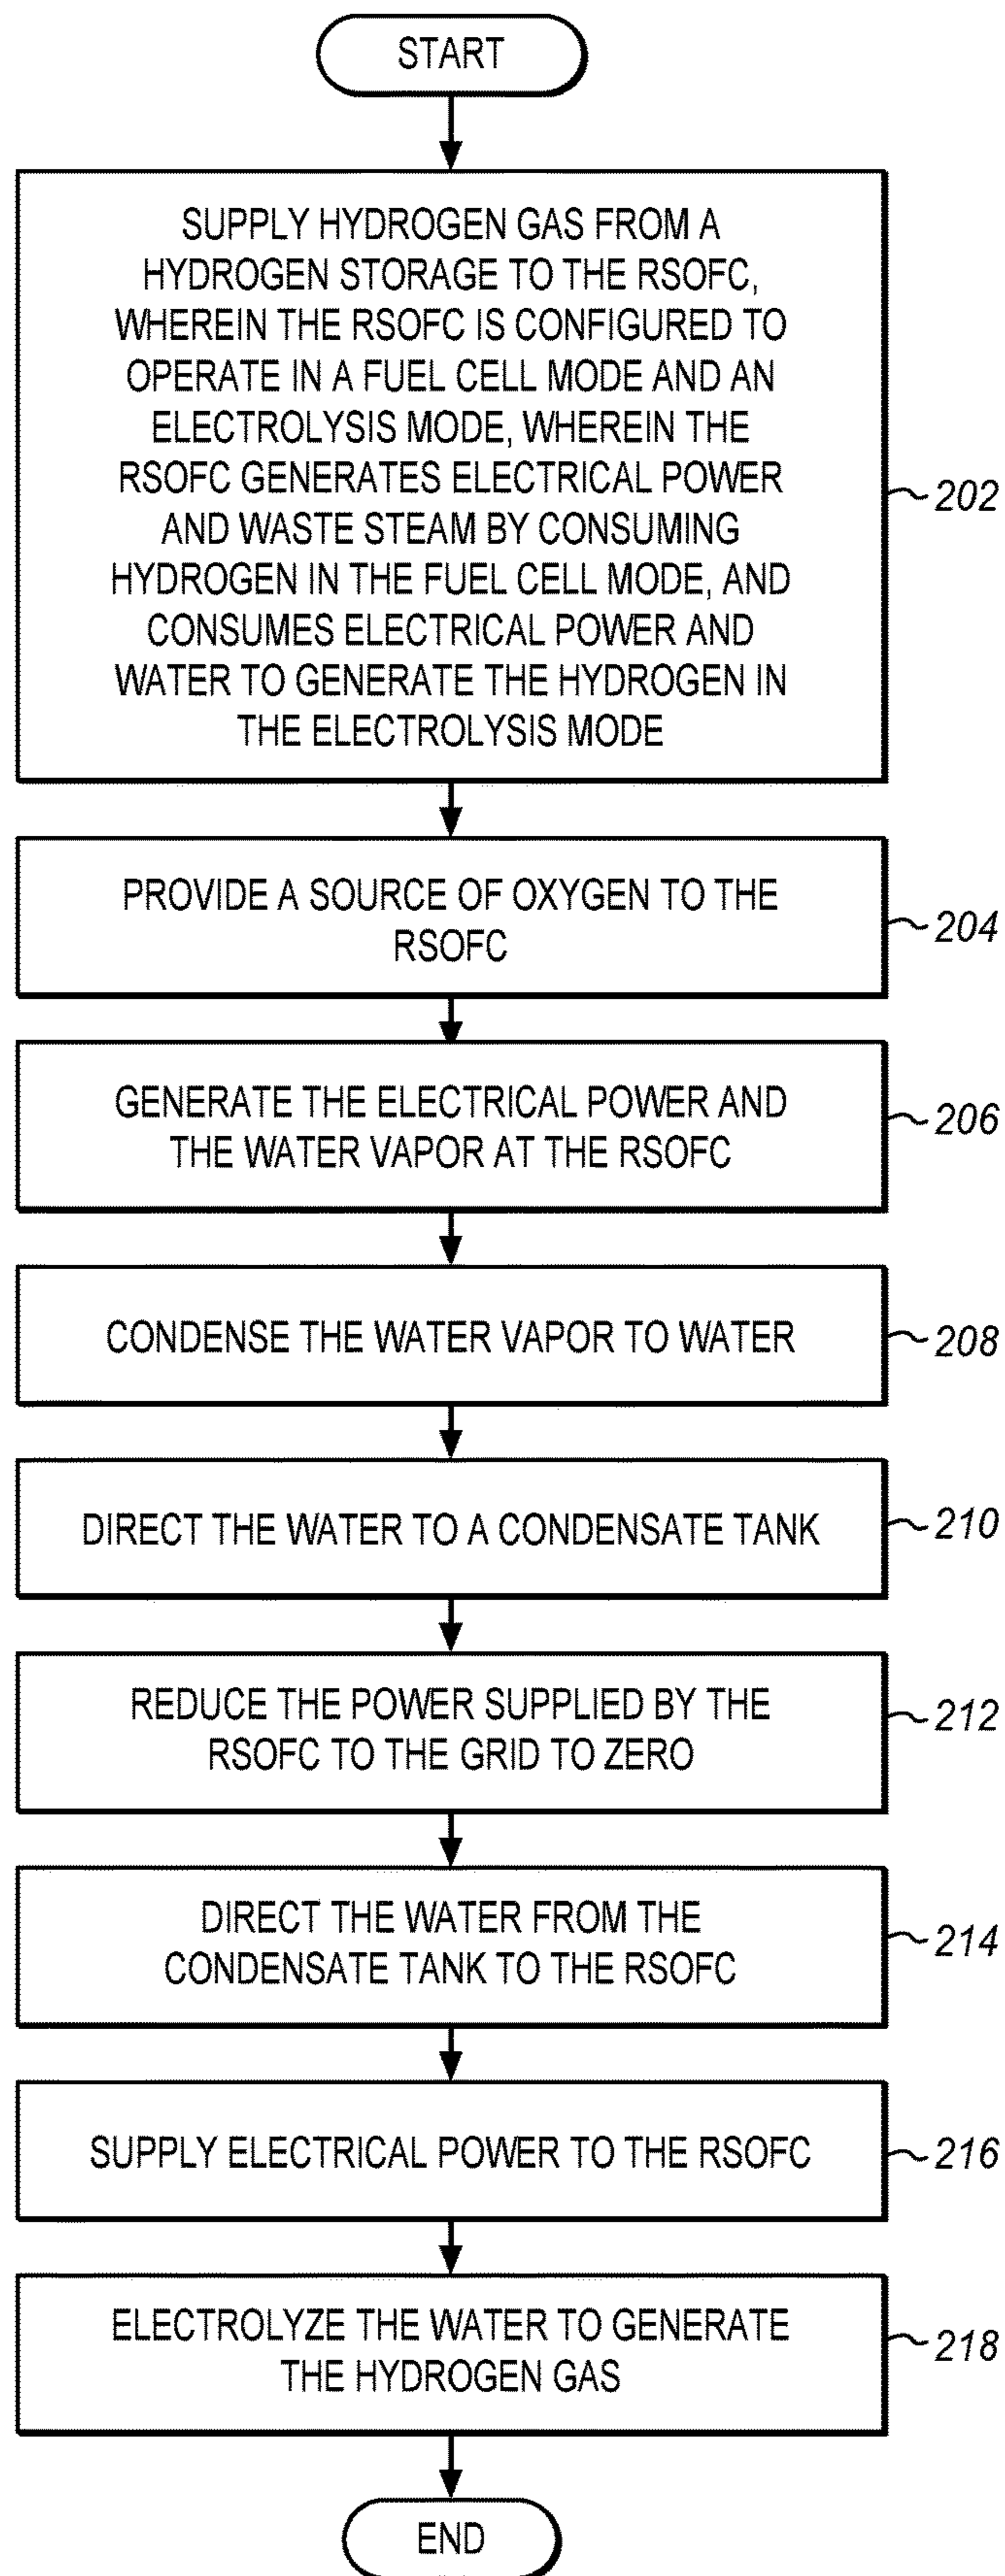 START
SUPPLY HYDROGEN GAS FROM A
HYDROGEN STORAGE TO THE RSOFC,
WHEREIN THE RSOFC IS CONFIGURED TO
OPERATE IN A FUEL CELL MODE AND AN
ELECTROLYSIS MODE, WHEREIN THE
RSOFC GENERATES ELECTRICAL POWER
AND WASTE STEAM BY CONSUMING
HYDROGEN IN THE FUEL CELL MODE, AND
CONSUMES ELECTRICAL POWER AND
WATER TO GENERATE THE HYDROGEN IN
THE ELECTROLYSIS MODE
202
PROVIDE A SOURCE OF OXYGEN TO THE
RSOFC
204
GENERATE THE ELECTRICAL POWER AND
THE WATER VAPOR AT THE RSOFC
206
CONDENSE THE WATER VAPOR TO WATER
208
DIRECT THE WATER TO A CONDENSATE TANK
210
REDUCE THE POWER SUPPLIED BY THE
RSOFC TO THE GRID TO ZERO
212
DIRECT THE WATER FROM THE
CONDENSATE TANK TO THE RSOFC
214
SUPPLY ELECTRICAL POWER TO THE RSOFC
216
ELECTROLYZE THE WATER TO GENERATE
THE HYDROGEN GAS
218
END